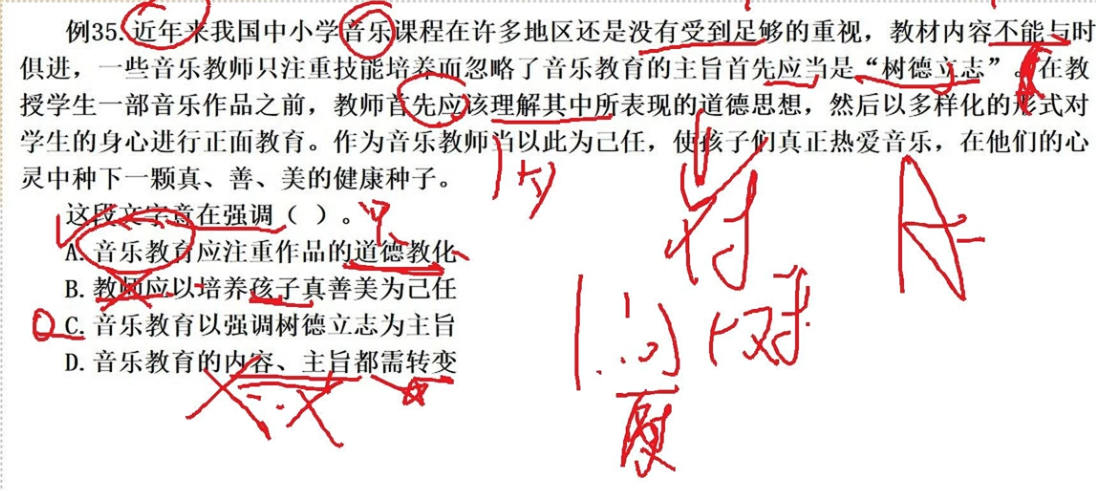 例35.近年来我国中小学音乐课程在许多地区还是没有受到足够的重视，教材内容不能与时
俱进，一些音乐教师只注重技能培养而忽略了音乐教育的主旨首先应当是“树德立志”。在教
授学生一部音乐作品之前，教师首先应该理解其中所表现的道德思想，然后以多样化的形式对
学生的身心进行正面教育。作为音乐教师当以此为己任，使孩子们真正热爱音乐，在他们的心
灵中种下一颗真、善、美的健康种子。
这段文字意在强调（ ）。
A. 音乐教育应注重作品的道德教化
B. 教师应以培养孩子真善美为己任
C. 音乐教育以强调树德立志为主旨
D. 音乐教育的内容、主旨都需转变